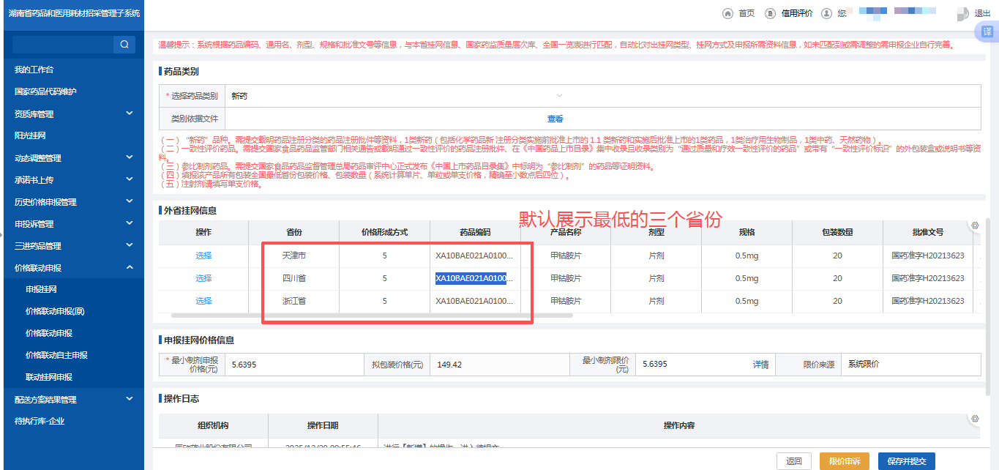 湖南省药品和医用耗材招采管理子系统
首页
信用评价
您
退出
译
我的工作台
国家药品代码维护
资质库管理
阳光挂网
动态调整管理
承诺书上传
历史价格申报管理
申投诉管理
三进药品管理
价格联动申报
申报挂网
价格联动申报(原)
价格联动申报
价格联动自主申报
联动挂网申报
配送方案结果管理
待执行库-企业
温馨提示：系统根据药品编码、通用名、剂型、规格和批准文号等信息，与本省挂网信息、国家药监质量层次库、全国一览表进行匹配，自动比对出挂网类型、挂网方式及申报所需资料信息，如未匹配到或需调整的需申报企业自行完善。
药品类别
* 选择药品类别 新药
类别依据文件 查看
（一）“新药”品种。需提交载明药品注册分类的药品注册批件等资料，1类新药（包括化学药品新 注册分类实施前批准上市的 1.1 类新药和实施后批准上市的1类药品，1类治疗用生物制品，1类中药、天然药物）。
（二）一致性评价药品。需提交国家食品药品监管部门相关通告或载明通过一致性评价的药品注册批件、在《中国药品上市目录》集中收录且收录类别为“通过质量和疗效一致性评价的药品”或带有“一致性评价标识”的外包装盒或说明书等资
料。
（三）参比制剂药品。需提交国家食品药品监督管理总局药品审评中心正式发布《中国上市药品目录集》中标明为“参比制剂”的药品等证明资料。
（四）填报该产品所有包装全国最低省份包装价格、包装数量（系统计算单片、单粒或单支价格，精确至小数点后四位）。
（五）注射剂请填写单支价格。
外省挂网信息
默认展示最低的三个省份
操作 省份 价格形成方式 药品编码 产品名称 剂型 规格 包装数量 批准文号
选择 天津市 5 XA10BAE021A0100... 甲钴胺片 片剂 0.5mg 20 国药准字H20213623
选择 四川省 5 XA10BAE021A0100... 甲钴胺片 片剂 0.5mg 20 国药准字H20213623
选择 浙江省 5 XA10BAE021A0100... 甲钴胺片 片剂 0.5mg 20 国药准字H20213623
申报挂网价格信息
* 最小制剂申报价格(元) 5.6395 拟包装价格(元) 149.42 最小制剂限价(元) 5.6395 详情 限价来源 系统限价
操作日志
组织机构 操作日期 操作内容
返回 限价申诉 保存并提交